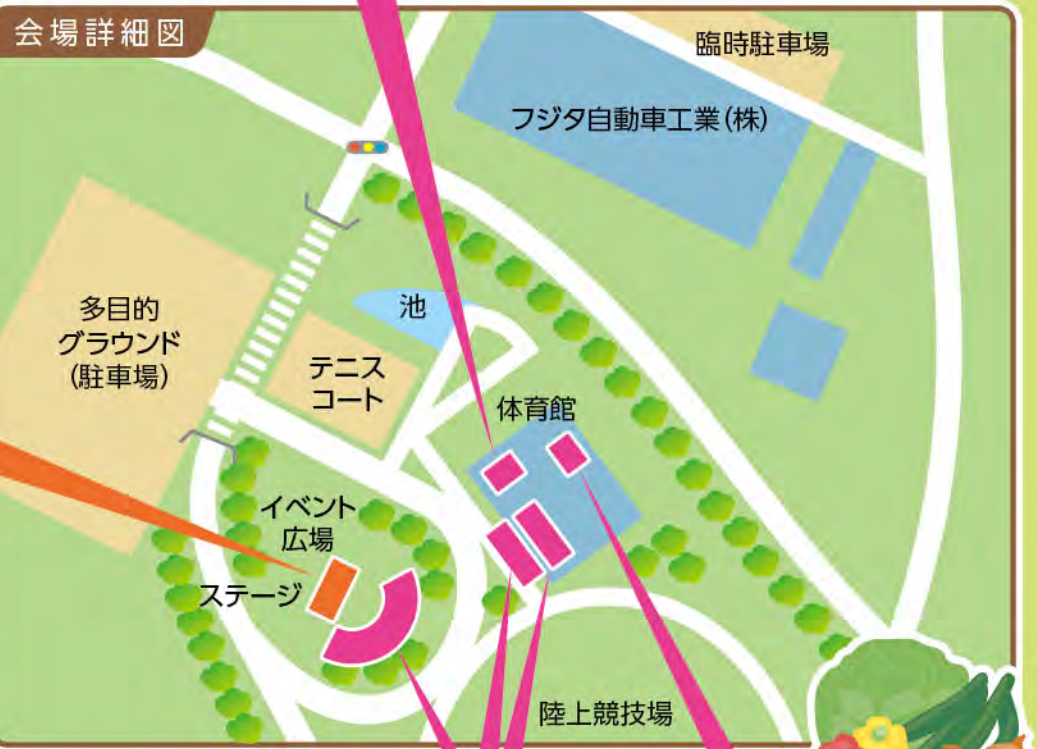 会場詳細図
臨時駐車場
フジタ自動車工業(株)
多目的
グラウンド
(駐車場)
池
テニス
コート
体育館
イベント
広場
ステージ
陸上競技場